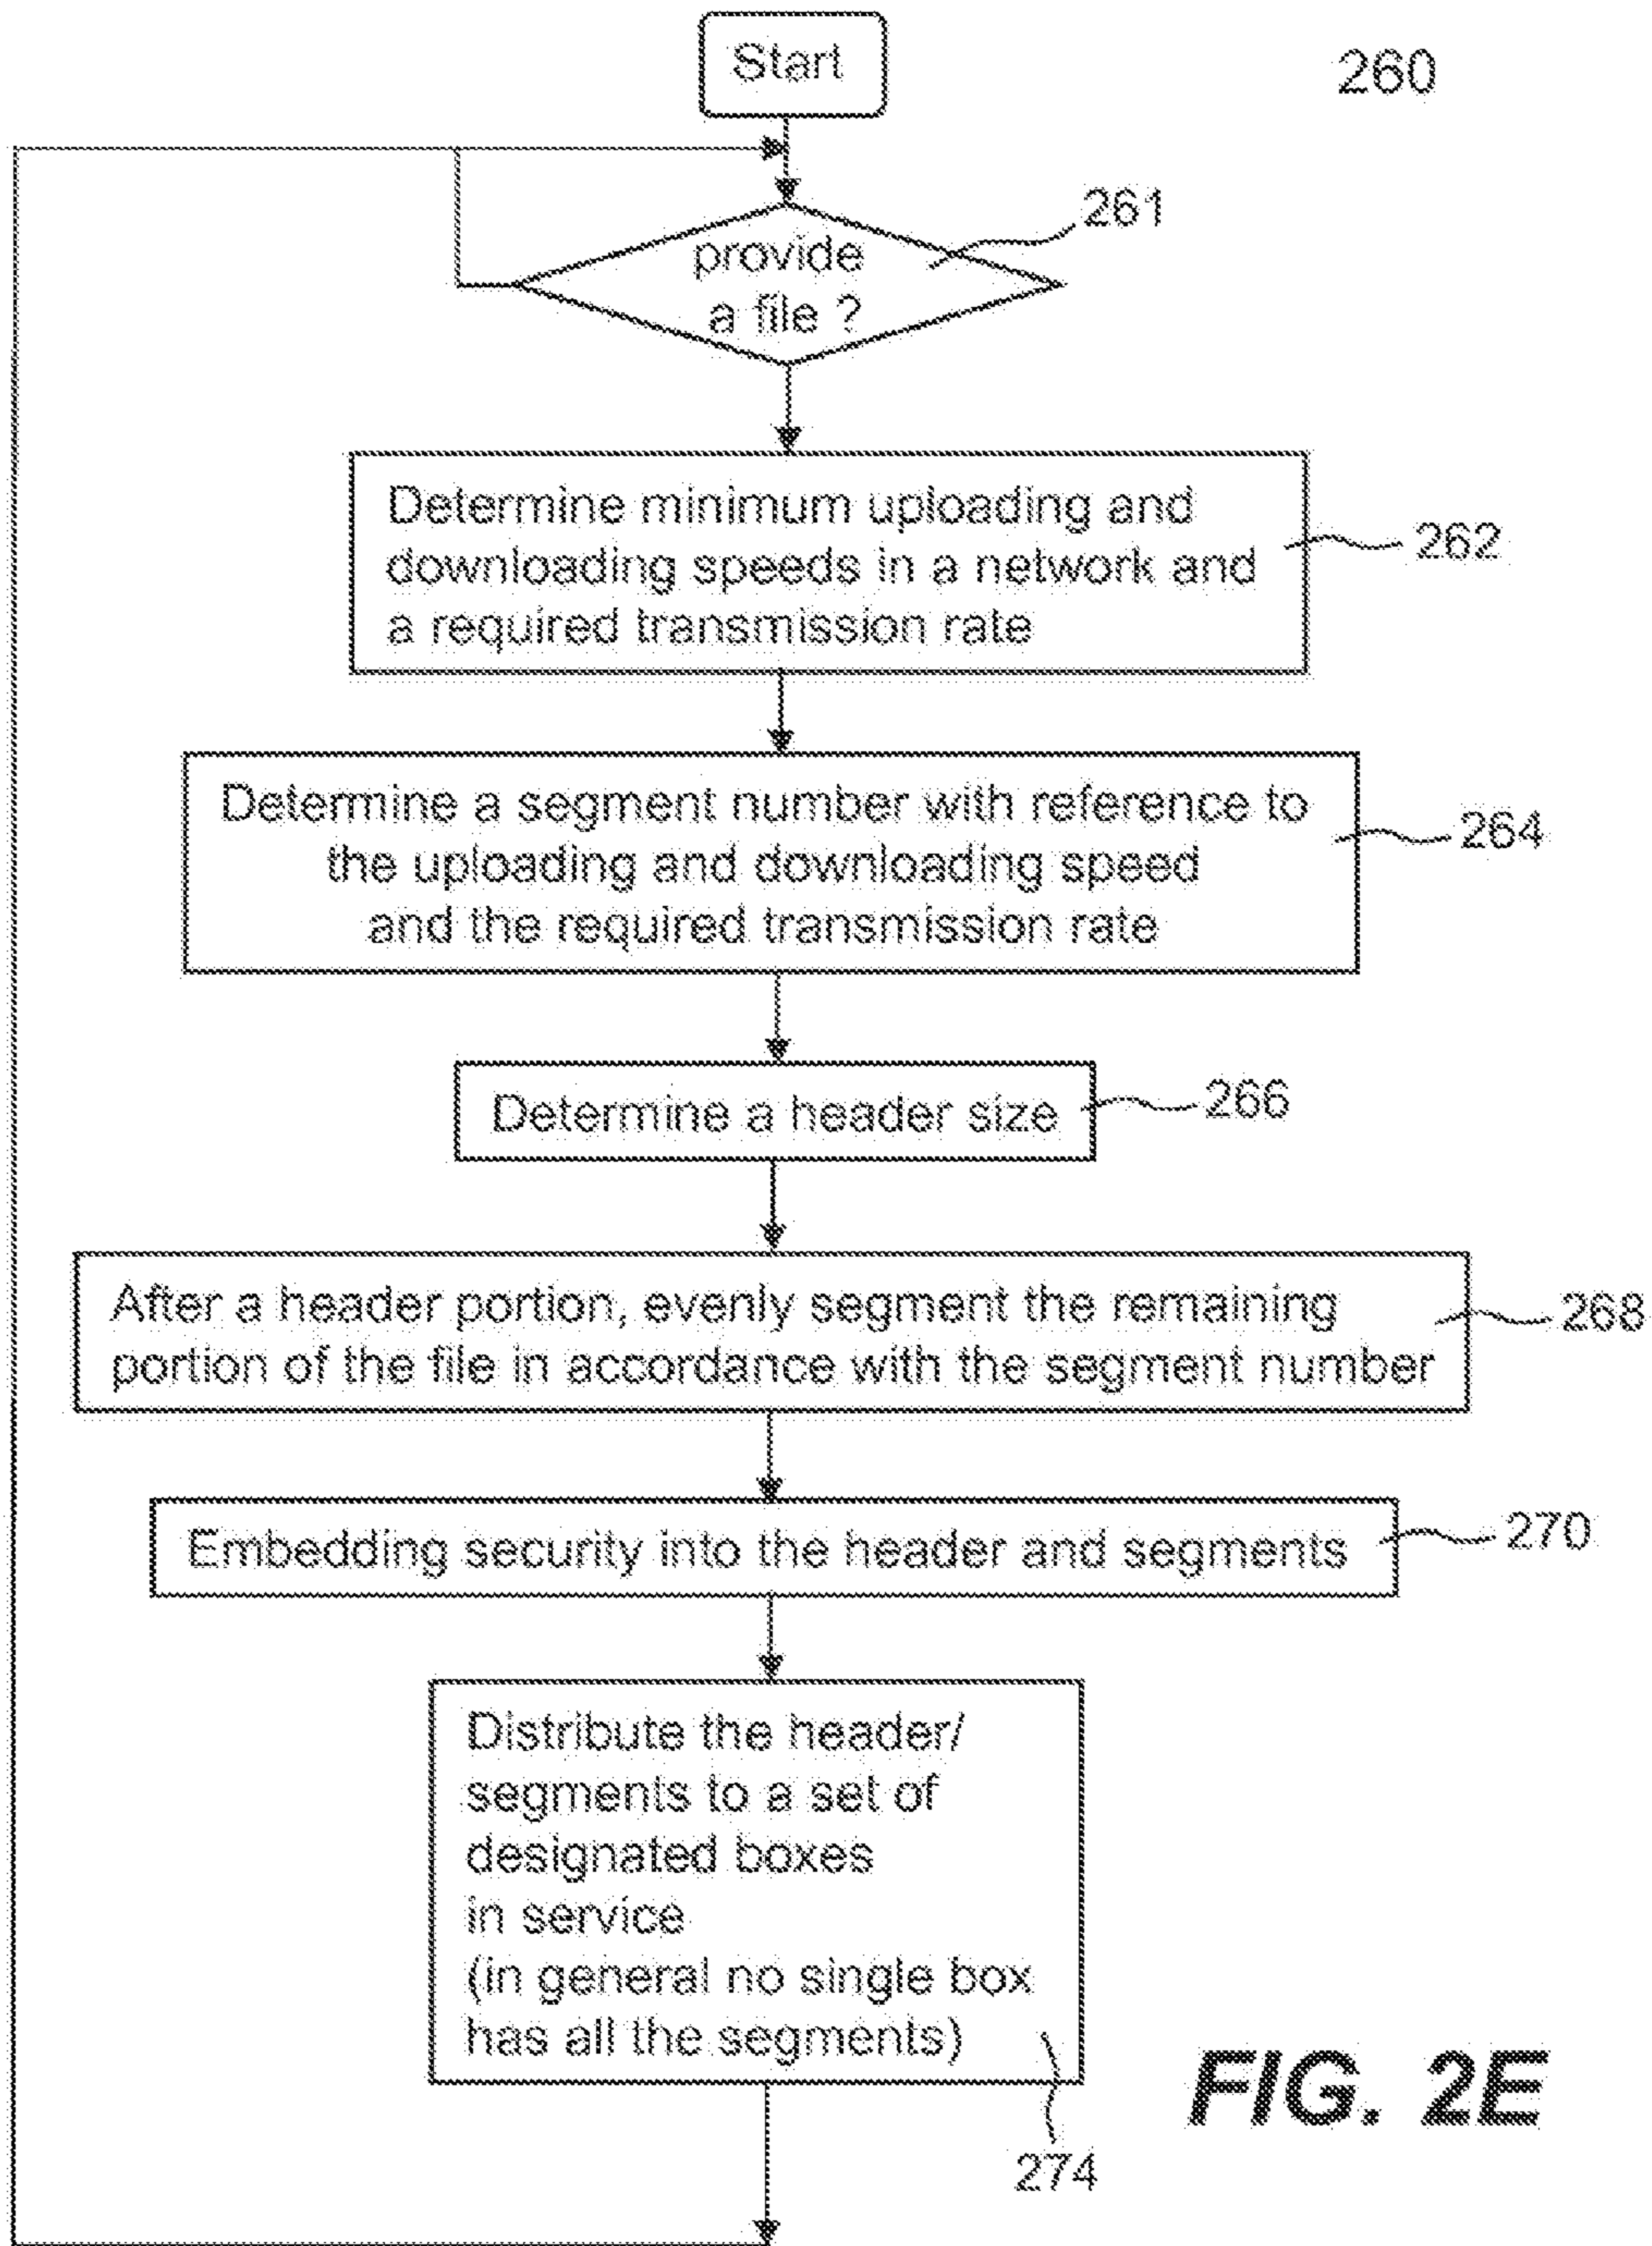 Start
260
provide
a file ?
261
Determine minimum uploading and
downloading speeds in a network and
a required transmission rate
262
Determine a segment number with reference to
the uploading and downloading speed
and the required transmission rate
264
Determine a header size
266
After a header portion, evenly segment the remaining
portion of the file in accordance with the segment number
268
Embedding security into the header and segments
270
Distribute the header/
segments to a set of
designated boxes
in service
(in general no single box
has all the segments)
274
FIG. 2E